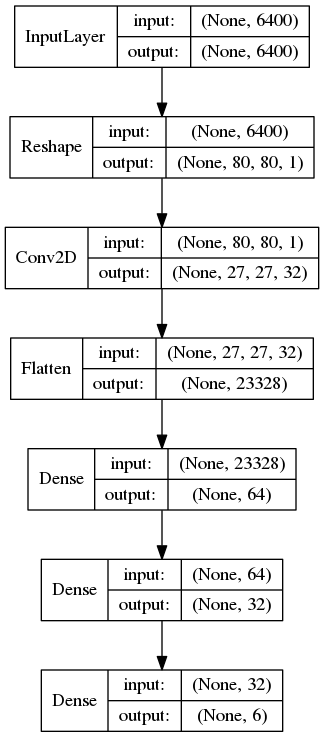 InputLayer
input: (None, 6400)
output: (None, 6400)
Reshape
input: (None, 6400)
output: (None, 80, 80, 1)
Conv2D
input: (None, 80, 80, 1)
output: (None, 27, 27, 32)
Flatten
input: (None, 27, 27, 32)
output: (None, 23328)
Dense
input: (None, 23328)
output: (None, 64)
Dense
input: (None, 64)
output: (None, 32)
Dense
input: (None, 32)
output: (None, 6)